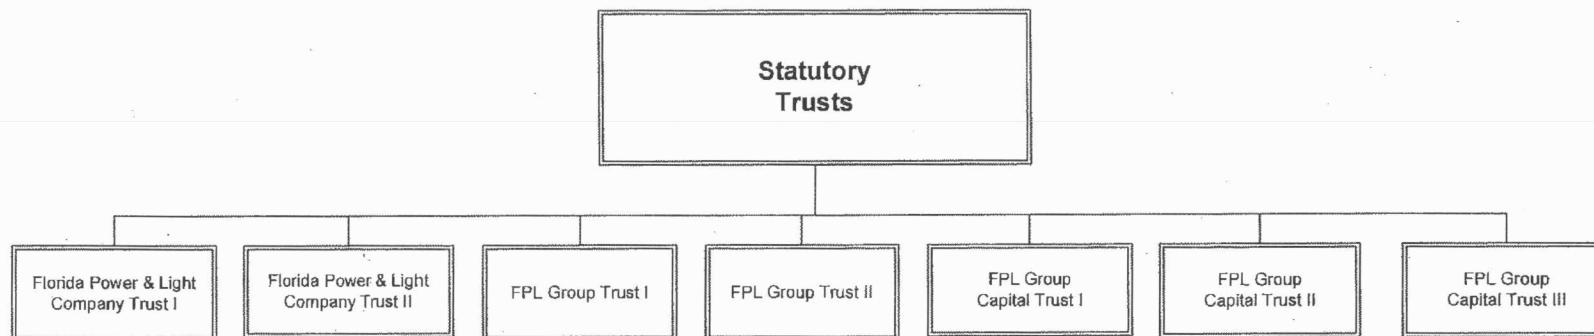 Statutory
Trusts
Florida Power & Light
Company Trust I
Florida Power & Light
Company Trust II
FPL Group Trust I
FPL Group Trust II
FPL Group
Capital Trust I
FPL Group
Capital Trust II
FPL Group
Capital Trust III